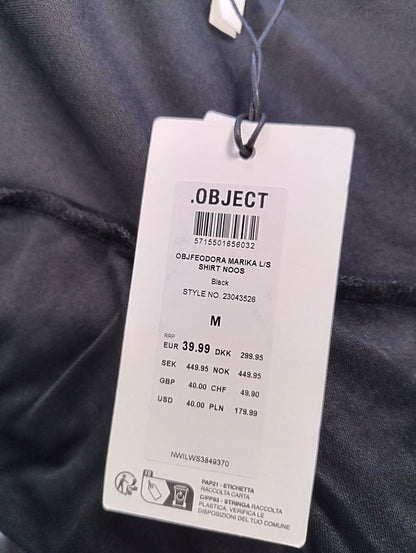 .OBJECT
5715501656032
OBJFEODORA MARIKA L/S
SHIRT NOOS
Black
STYLE NO. 23043526
M
RRP
EUR 39.99 DKK 299.95
SEK 449.95 NOK 449.95
GBP 40.00 CHF 49.90
USD 40.00 PLN 179.99
NWILWS3849370
FR
PAP21 - ETICHETTA
RACCOLTA CARTA
C/PP93 - STRINGA RACCOLTA
PLASTICA. VERIFICA LE
DISPOSIZIONI DEL TUO COMUNE